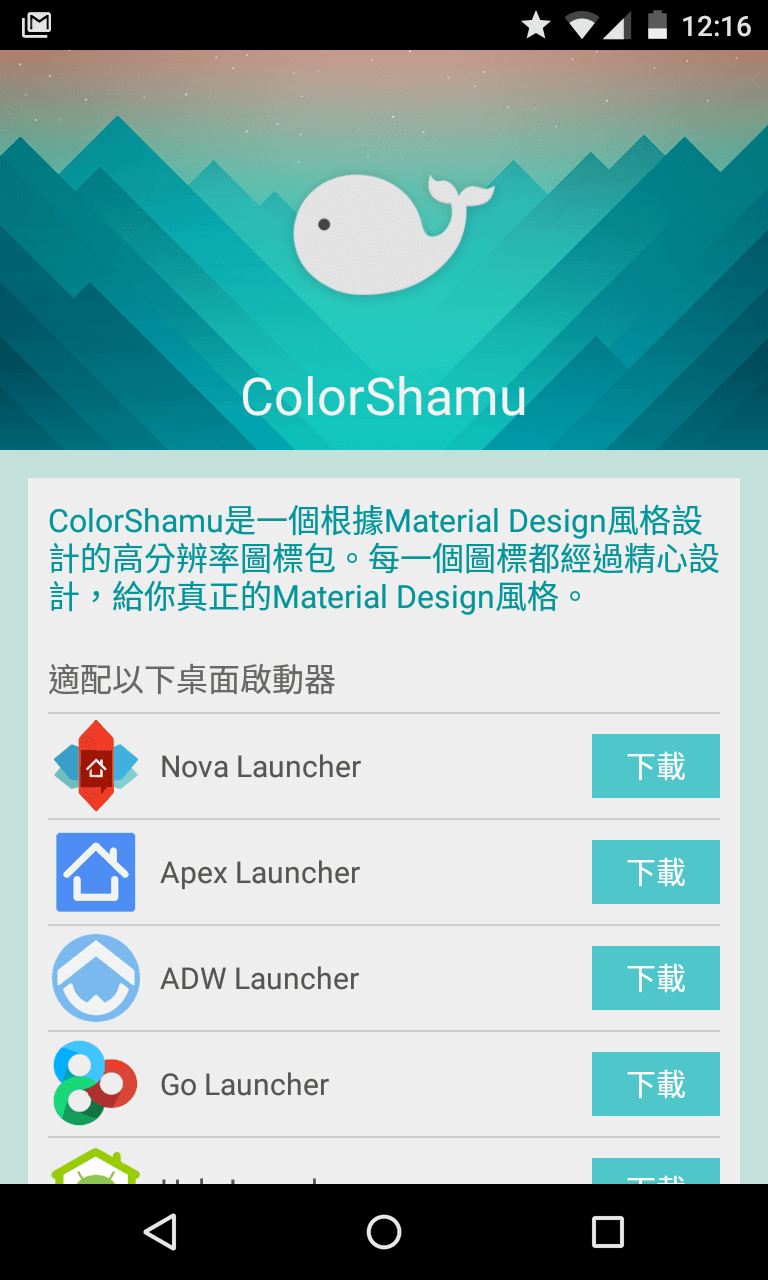 12:16
ColorShamu
ColorShamu是一個根據Material Design風格設
計的高分辨率圖標包。每一個圖標都經過精心設
計，給你真正的Material Design風格。
適配以下桌面啟動器
Nova Launcher 下載
Apex Launcher 下載
ADW Launcher 下載
Go Launcher 下載
下載